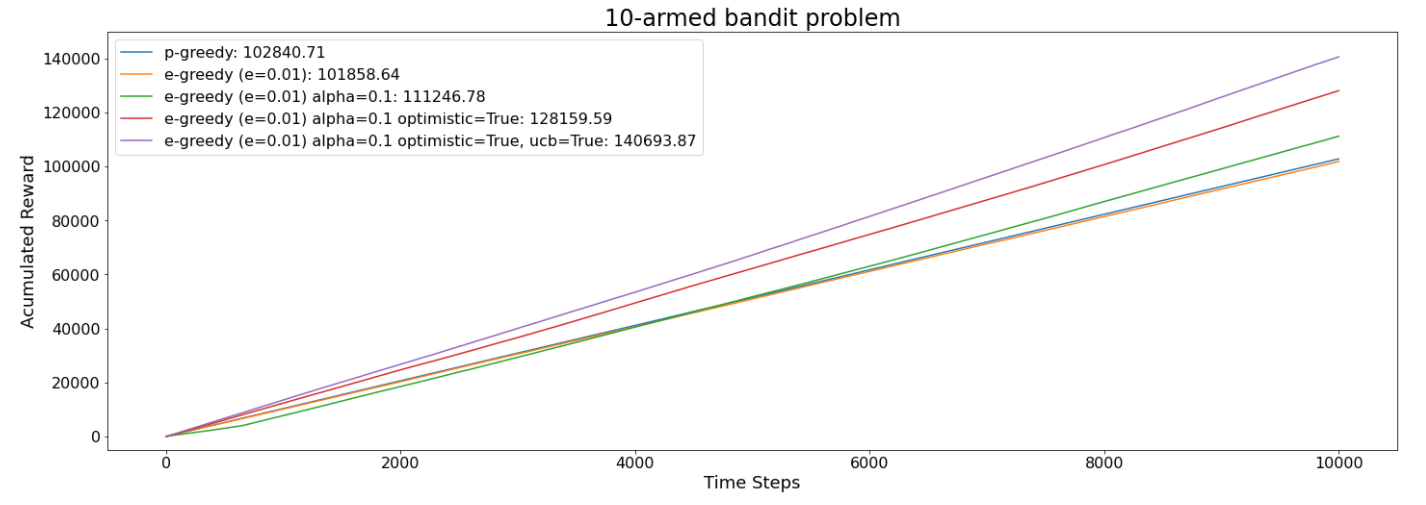 10-armed bandit problem
p-greedy: 102840.71
e-greedy (e=0.01): 101858.64
e-greedy (e=0.01) alpha=0.1: 111246.78
e-greedy (e=0.01) alpha=0.1 optimistic=True: 128159.59
e-greedy (e=0.01) alpha=0.1 optimistic=True, ucb=True: 140693.87
Acumulated Reward
140000
120000
100000
80000
60000
40000
20000
0
0 2000 4000 6000 8000 10000
Time Steps